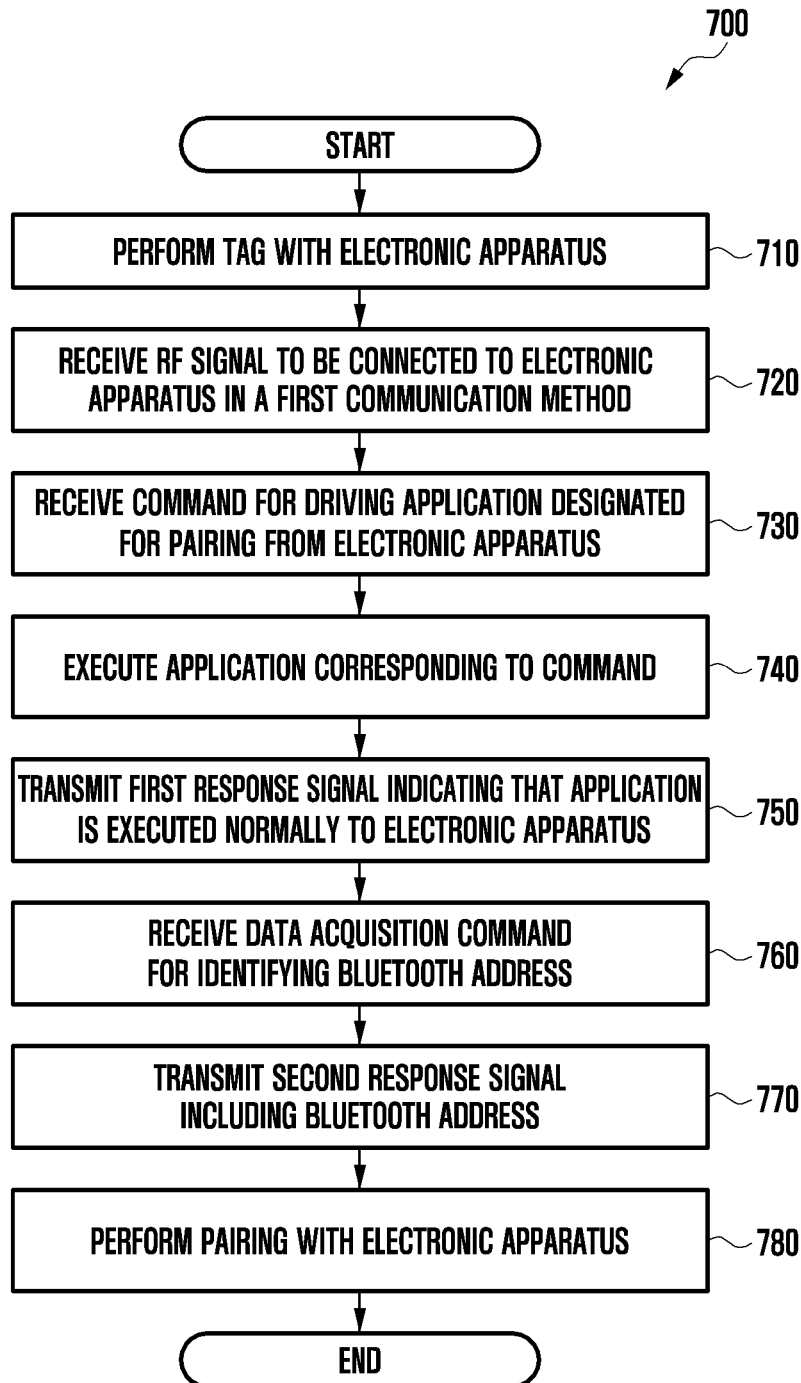 700
START
PERFORM TAG WITH ELECTRONIC APPARATUS
710
RECEIVE RF SIGNAL TO BE CONNECTED TO ELECTRONIC
APPARATUS IN A FIRST COMMUNICATION METHOD
720
RECEIVE COMMAND FOR DRIVING APPLICATION DESIGNATED
FOR PAIRING FROM ELECTRONIC APPARATUS
730
EXECUTE APPLICATION CORRESPONDING TO COMMAND
740
TRANSMIT FIRST RESPONSE SIGNAL INDICATING THAT APPLICATION
IS EXECUTED NORMALLY TO ELECTRONIC APPARATUS
750
RECEIVE DATA ACQUISITION COMMAND
FOR IDENTIFYING BLUETOOTH ADDRESS
760
TRANSMIT SECOND RESPONSE SIGNAL
INCLUDING BLUETOOTH ADDRESS
770
PERFORM PAIRING WITH ELECTRONIC APPARATUS
780
END